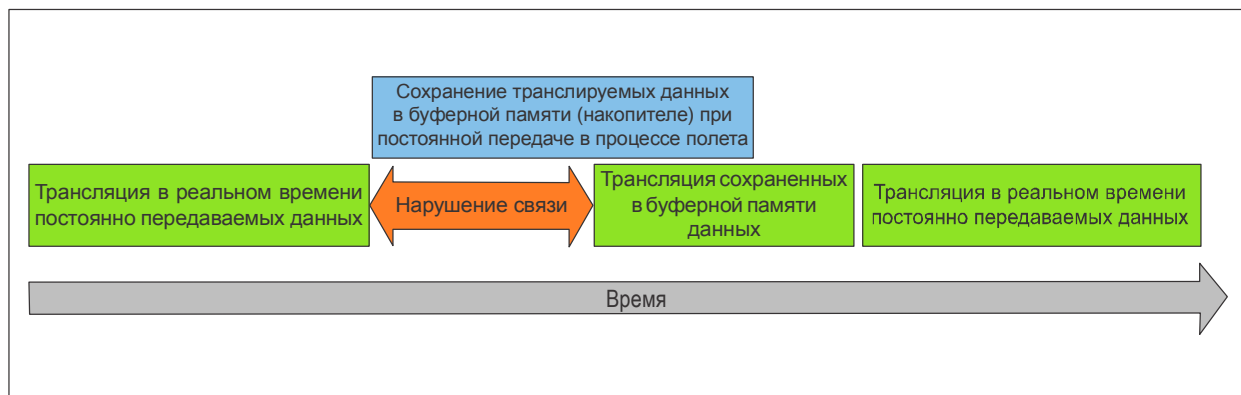 Сохранение транслируемых данных
в буферной памяти (накопителе) при
постоянной передаче в процессе полета
Трансляция в реальном времени
постоянно передаваемых данных
Нарушение связи
Трансляция сохраненных
в буферной памяти
данных
Трансляция в реальном времени
постоянно передаваемых данных
Время